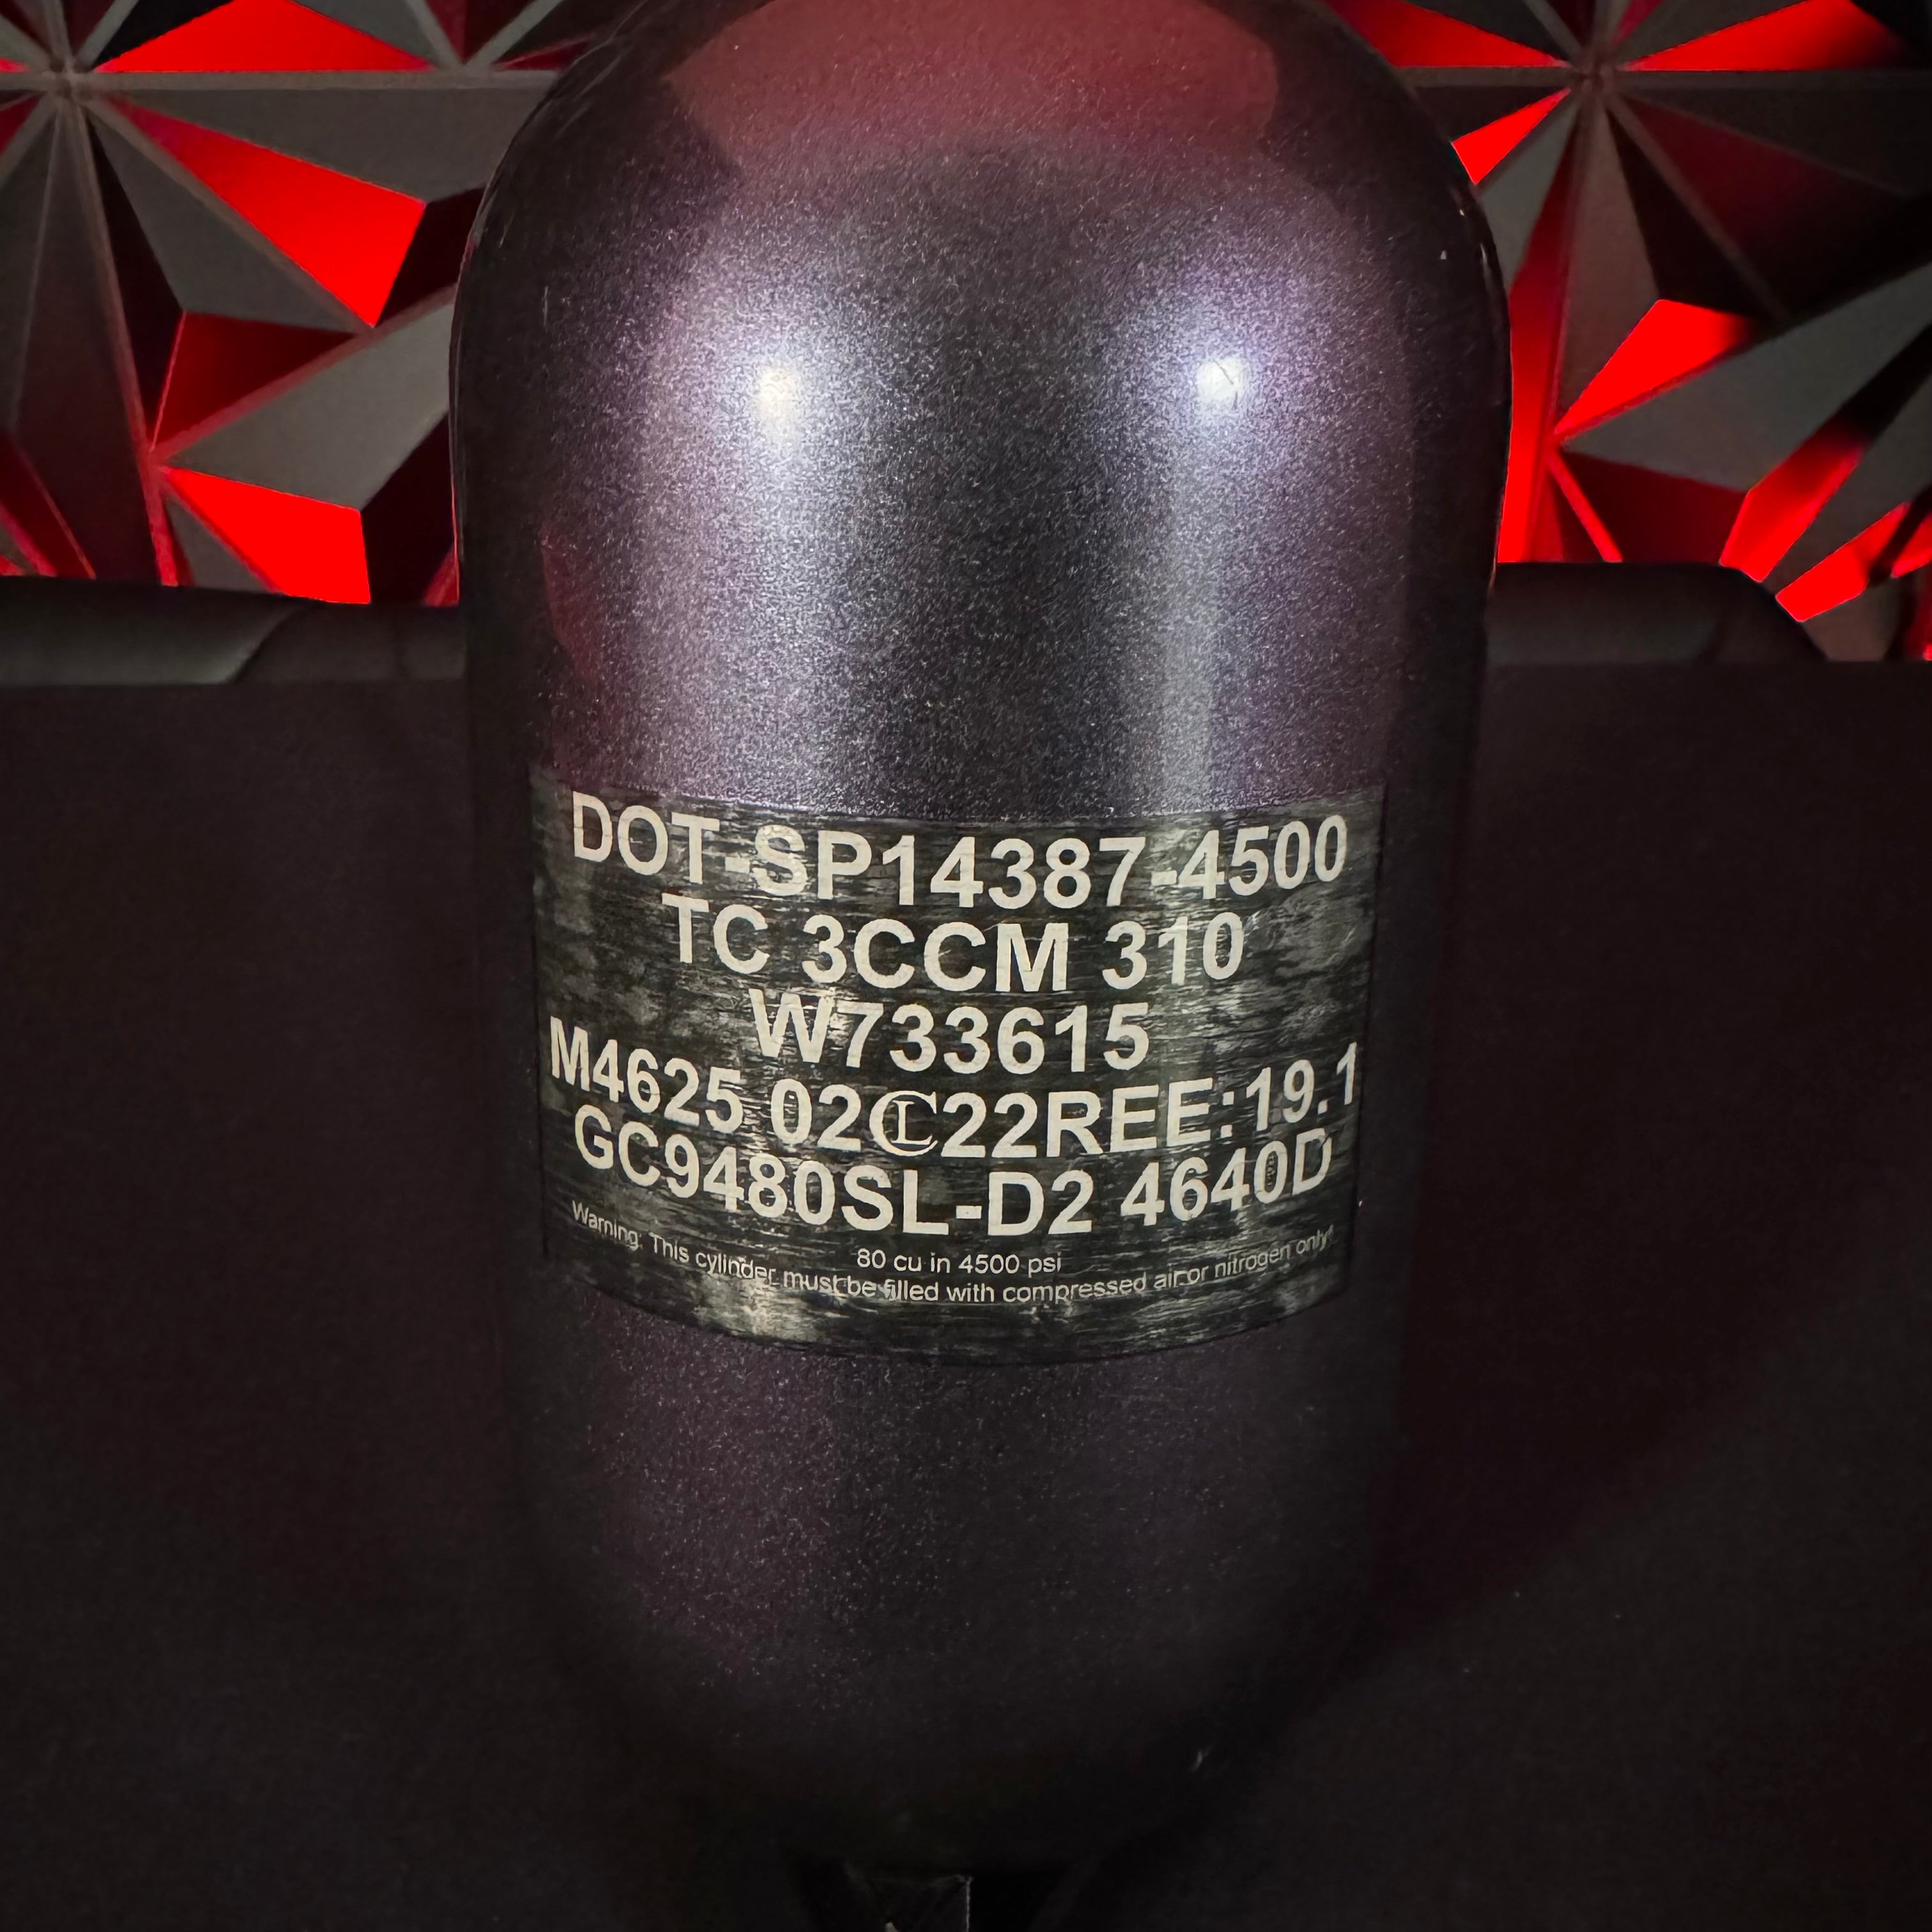 DOT-SP14387-4500
TC 3CCM 310
W733615
M4625 02CL22REE:19.1
GC9480SL-D2 4640D
80 cu in 4500 psi
Warning: This cylinder must be filled with compressed air or nitrogen only!